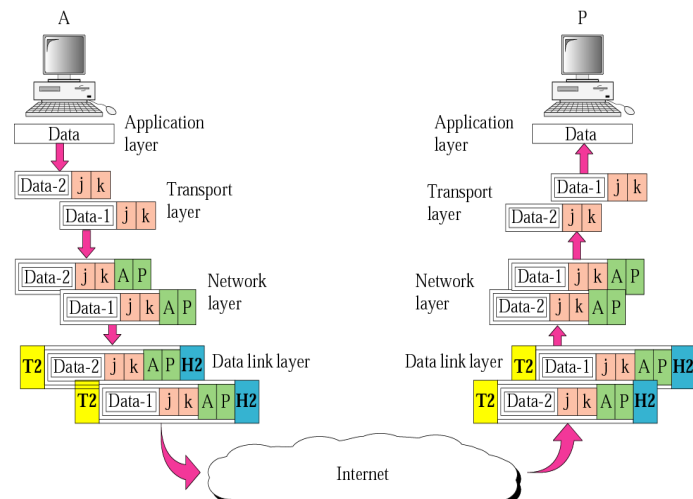 A
P
Data
Application
layer
Application
layer
Data
Data-2 j k
Transport
layer
Data-1 j k
Transport
layer
Data-1 j k
Data-2 j k
Data-2 j k A P
Data-1 j k A P
Network
layer
Network
layer
Data-1 j k A P
Data-2 j k A P
T2 Data-2 j k A P H2
Data link layer
T2 Data-1 j k A P H2
Data link layer
T2 Data-1 j k A P H2
T2 Data-2 j k A P H2
Internet